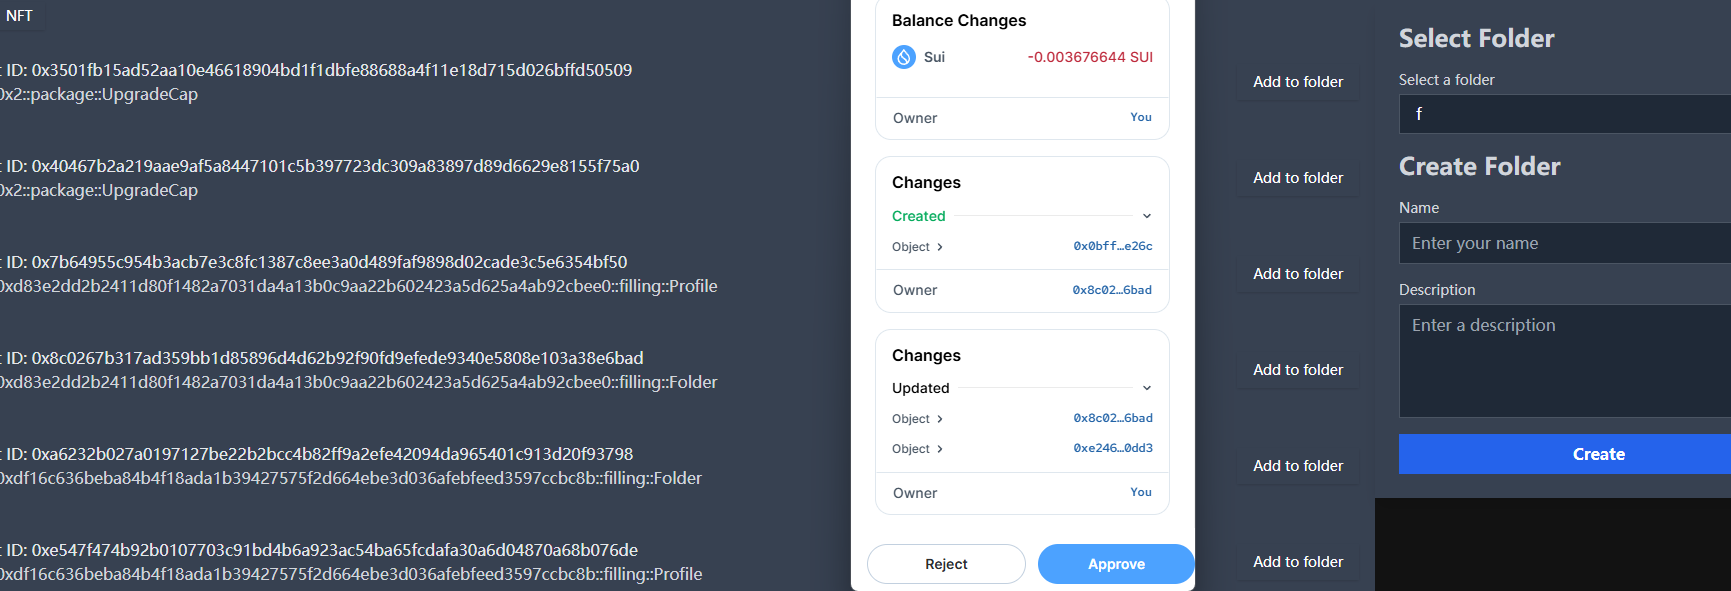 NFT
ID: 0x3501fb15ad52aa10e46618904bd1f1dbfe88688a4f11e18d715d026bffd50509
0x2::package::UpgradeCap
ID: 0x40467b2a219aae9af5a8447101c5b397723dc309a83897d89d6629e8155f75a0
0x2::package::UpgradeCap
ID: 0x7b64955c954b3acb7e3c8fc1387c8ee3a0d489faf9898d02cade3c5e6354bf50
0xd83e2dd2b2411d80f1482a7031da4a13b0c9aa22b602423a5d625a4ab92cbee0::filling::Profile
ID: 0x8c0267b317ad359bb1d85896d4d62b92f90fd9efede9340e5808e103a38e6bad
0xd83e2dd2b2411d80f1482a7031da4a13b0c9aa22b602423a5d625a4ab92cbee0::filling::Folder
ID: 0xa6232b027a0197127be22b2bcc4b82ff9a2efe42094da965401c913d20f93798
0xdf16c636beba84b4f18ada1b39427575f2d664ebe3d036afebfeed3597ccbc8b::filling::Folder
ID: 0xe547f474b92b0107703c91bd4b6a923ac54ba65fcdafa30a6d04870a68b076de
0xdf16c636beba84b4f18ada1b39427575f2d664ebe3d036afebfeed3597ccbc8b::filling::Profile
Balance Changes
Sui -0.003676644 SUI
Owner You
Changes
Created
Object 0x0bff…e26c
Owner 0x8c02…6bad
Changes
Updated
Object 0x8c02…6bad
Object 0xe246…0dd3
Owner You
Reject Approve
Add to folder
Add to folder
Add to folder
Add to folder
Add to folder
Add to folder
Select Folder
Select a folder
f
Create Folder
Name
Enter your name
Description
Enter a description
Create